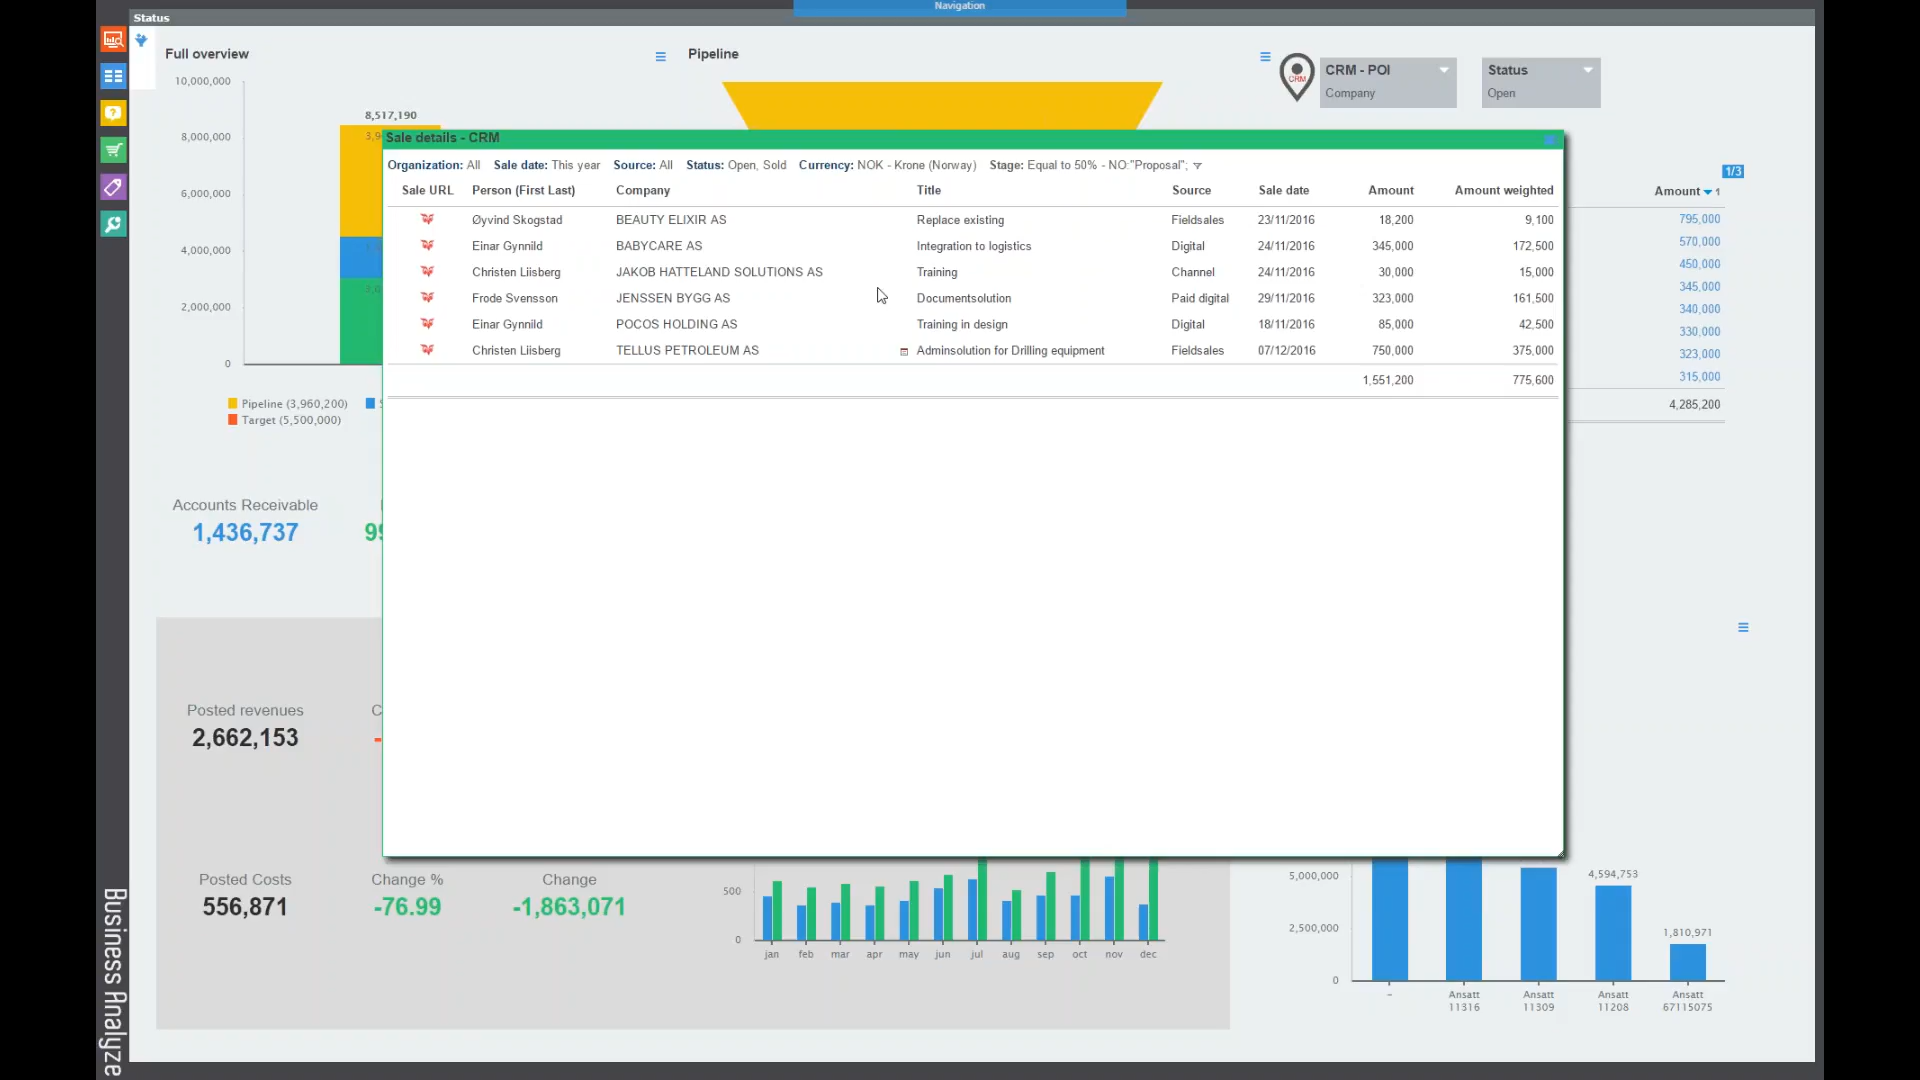 Navigation
Status
Full overview
Pipeline
CRM
CRM - POI
Company
Status
Open
10,000,000
8,000,000
6,000,000
4,000,000
2,000,000
0
8,517,190
Pipeline (3,960,200)
Target (5,500,000)
Sale details - CRM
Organization: All Sale date: This year Source: All Status: Open, Sold Currency: NOK - Krone (Norway) Stage: Equal to 50% - NO:"Proposal";
Sale URL Person (First Last) Company Title Source Sale date Amount Amount weighted
Øyvind Skogstad BEAUTY ELIXIR AS Replace existing Fieldsales 23/11/2016 18,200 9,100
Einar Gynnild BABYCARE AS Integration to logistics Digital 24/11/2016 345,000 172,500
Christen Liisberg JAKOB HATTELAND SOLUTIONS AS Training Channel 24/11/2016 30,000 15,000
Frode Svensson JENSSEN BYGG AS Documentsolution Paid digital 29/11/2016 323,000 161,500
Einar Gynnild POCOS HOLDING AS Training in design Digital 18/11/2016 85,000 42,500
Christen Liisberg TELLUS PETROLEUM AS Adminsolution for Drilling equipment Fieldsales 07/12/2016 750,000 375,000
1,551,200 775,600
1/3
Amount 1
795,000
570,000
450,000
345,000
340,000
330,000
323,000
315,000
4,285,200
Accounts Receivable
1,436,737
Posted revenues
2,662,153
Posted Costs
556,871
Change %
-76.99
Change
-1,863,071
500
0
jan feb mar apr may jun jul aug sep oct nov dec
5,000,000
2,500,000
0
4,594,753
1,810,971
-
Ansatt 11316
Ansatt 11309
Ansatt 11208
Ansatt 67115075
Business Analyze